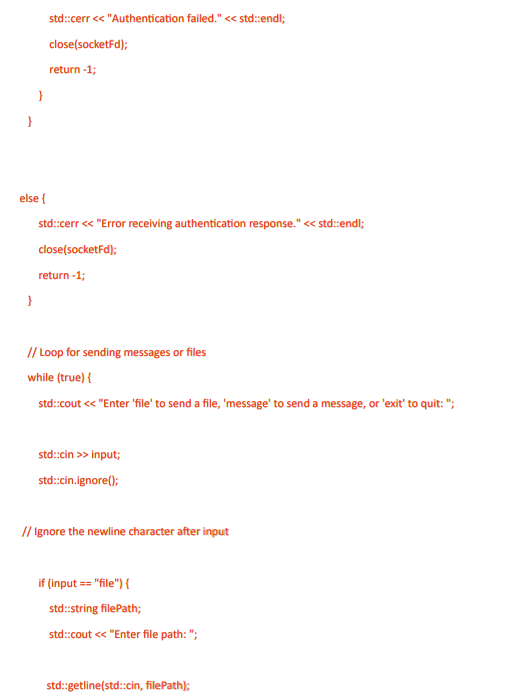 std::cerr << "Authentication failed." << std::endl;
close(socketFd);
return -1;
}
}
else {
std::cerr << "Error receiving authentication response." << std::endl;
close(socketFd);
return -1;
}
// Loop for sending messages or files
while (true) {
std::cout << "Enter 'file' to send a file, 'message' to send a message, or 'exit' to quit: ";
std::cin >> input;
std::cin.ignore();
// Ignore the newline character after input
if (input == "file") {
std::string filePath;
std::cout << "Enter file path: ";
std::getline(std::cin, filePath);